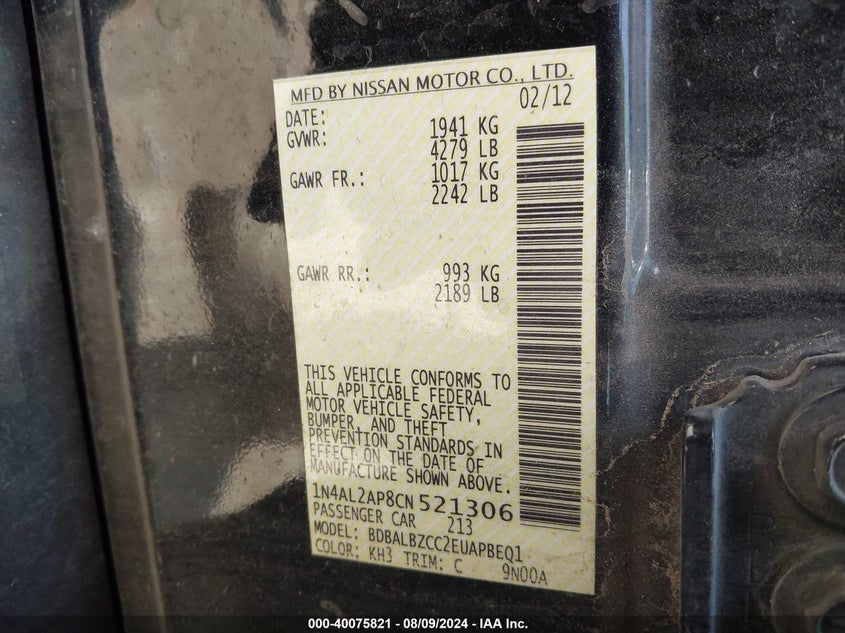 MFD BY NISSAN MOTOR CO., LTD.
DATE: 02/12
GVWR: 1941 KG
4279 LB
GAWR FR.: 1017 KG
2242 LB
GAWR RR.: 993 KG
2189 LB
THIS VEHICLE CONFORMS TO
ALL APPLICABLE FEDERAL
MOTOR VEHICLE SAFETY,
BUMPER, AND THEFT
PREVENTION STANDARDS IN
EFFECT ON THE DATE OF
MANUFACTURE SHOWN ABOVE.
1N4AL2AP8CN 521306
PASSENGER CAR 213
MODEL: BDBALBZCC2EUAPBEQ1
COLOR: KH3 TRIM: C 9N00A
000-40075821 - 08/09/2024 - IAA Inc.